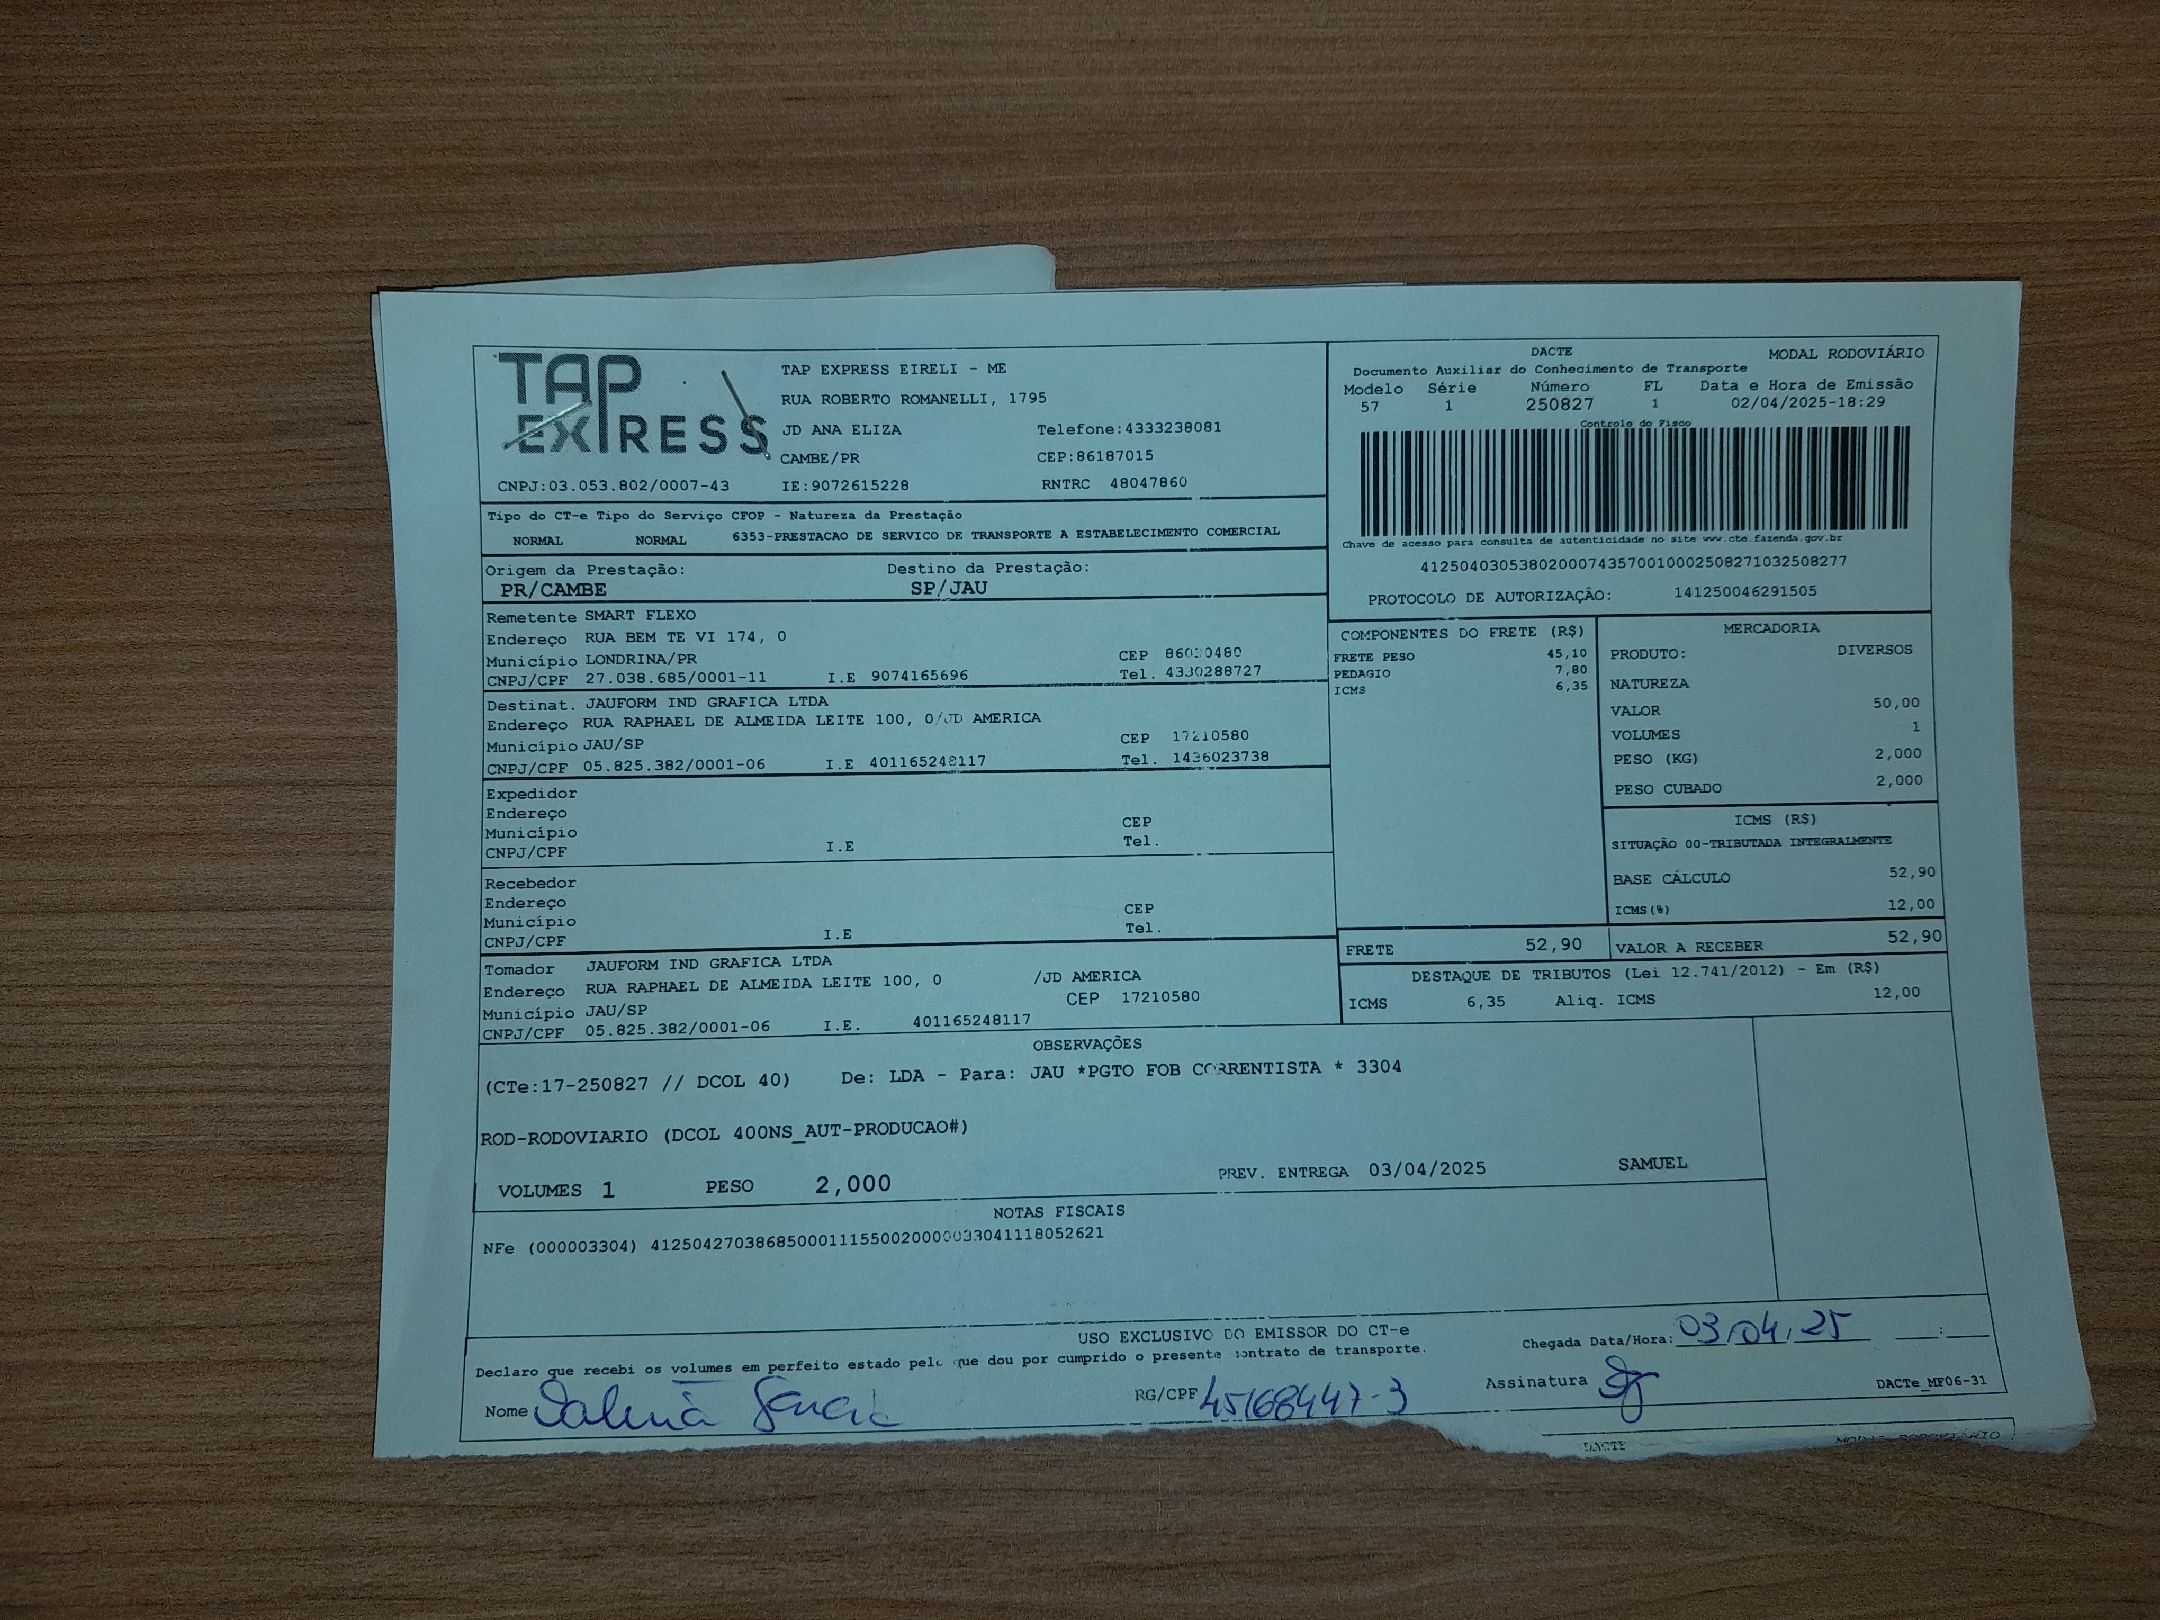 TAP EXPRESS
TAP EXPRESS EIRELI - ME
RUA ROBERTO ROMANELLI, 1795
JD ANA ELIZA Telefone:4333238081
CAMBE/PR CEP:86187015
CNPJ:03.053.802/0007-43 IE:9072615228 RNTRC 48047860
DACTE MODAL RODOVIÁRIO
Documento Auxiliar do Conhecimento de Transporte
Modelo Série Número FL Data e Hora de Emissão
57 1 250827 1 02/04/2025-18:29
Controle do Fisco
Chave de acesso para consulta de autenticidade no site www.cte.fazenda.gov.br
41250403053802000743570010002508271032508277
PROTOCOLO DE AUTORIZAÇÃO: 141250046291505
Tipo do CT-e Tipo do Serviço CFOP - Natureza da Prestação
NORMAL NORMAL 6353-PRESTACAO DE SERVICO DE TRANSPORTE A ESTABELECIMENTO COMERCIAL
Origem da Prestação: Destino da Prestação:
PR/CAMBE SP/JAU
Remetente SMART FLEXO
Endereço RUA BEM TE VI 174, 0
Município LONDRINA/PR CEP
CNPJ/CPF 27.038.685/0001-11 I.E 9074165696 Tel. 4330288727
Destinat. JAUFORM IND GRAFICA LTDA
Endereço RUA RAPHAEL DE ALMEIDA LEITE 100, 0/JD AMERICA
Município JAU/SP CEP 17210580
CNPJ/CPF 05.825.382/0001-06 I.E 401165248117 Tel. 1436023738
Expedidor
Endereço
Município CEP
CNPJ/CPF I.E Tel.
Recebedor
Endereço
Município CEP
CNPJ/CPF I.E Tel.
Tomador JAUFORM IND GRAFICA LTDA
Endereço RUA RAPHAEL DE ALMEIDA LEITE 100, 0 /JD AMERICA
Município JAU/SP CEP 17210580
CNPJ/CPF 05.825.382/0001-06 I.E. 401165248117
COMPONENTES DO FRETE (R$)
FRETE PESO 45,10
PEDAGIO 7,80
ICMS 6,35
MERCADORIA
PRODUTO: DIVERSOS
NATUREZA
VALOR 50,00
VOLUMES 1
PESO (KG) 2,000
PESO CUBADO 2,000
ICMS (R$)
SITUAÇÃO 00-TRIBUTADA INTEGRALMENTE
BASE CÁLCULO 52,90
ICMS(%) 12,00
FRETE 52,90 VALOR A RECEBER 52,90
DESTAQUE DE TRIBUTOS (Lei 12.741/2012) - Em (R$)
ICMS 6,35 Aliq. ICMS 12,00
OBSERVAÇÕES
(CTe:17-250827 // DCOL 40) De: LDA - Para: JAU *PGTO FOB CORRENTISTA * 3304
ROD-RODOVIARIO (DCOL 400NS_AUT-PRODUCAO#)
VOLUMES 1 PESO 2,000 PREV. ENTREGA 03/04/2025 SAMUEL
NOTAS FISCAIS
NFe (000003304) 41250427038685000111550020000033041118052621
USO EXCLUSIVO DO EMISSOR DO CT-e
Chegada Data/Hora: 03/04/25 __:__
Declaro que recebi os volumes em perfeito estado pelo que dou por cumprido o presente contrato de transporte.
Nome RG/CPF 45168447-3 Assinatura DACTe_MF06-31
DACTE MODAL RODOVIÁRIO